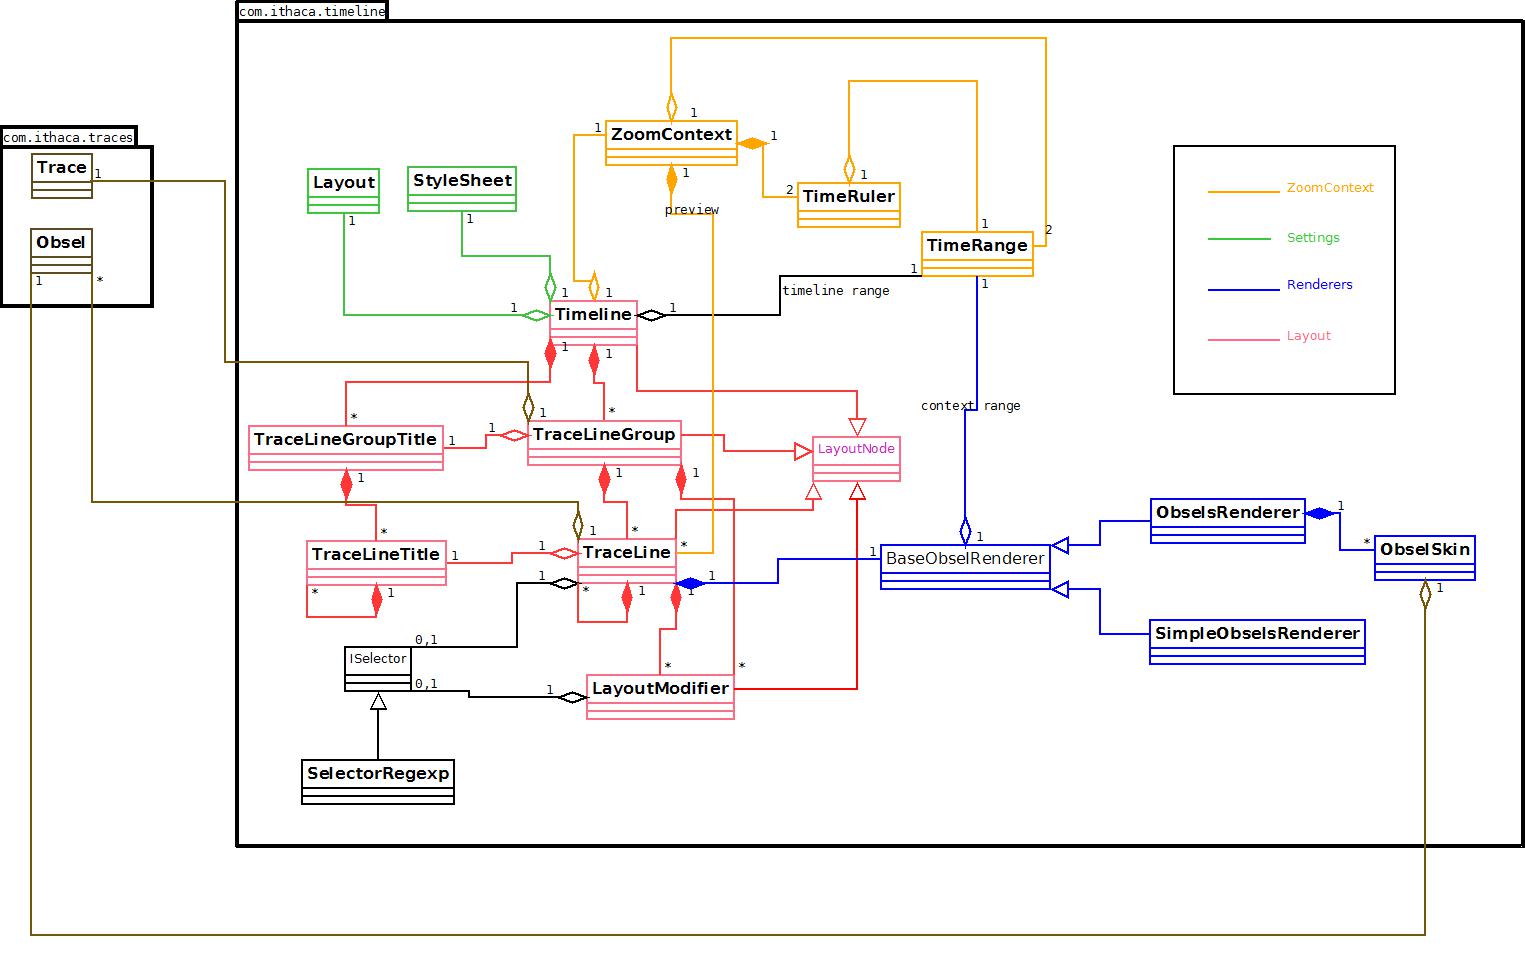 com.ithaca.timeline
com.ithaca.traces
Trace
1
Obsel
1
*
Layout
1
StyleSheet
1
1
ZoomContext
1
1
1
preview
2
TimeRuler
1
TimeRange
1
2
1
1
timeline range
1
1
1
Timeline
1
1
1
ZoomContext
Settings
Renderers
Layout
*
*
1
TraceLineGroupTitle
1
1
TraceLineGroup
LayoutNode
context range
1
1
1
*
*
1
*
TraceLineTitle
1
1
TraceLine
1
BaseObselRenderer
1
ObselsRenderer
1
*
ObselSkin
1
SimpleObselsRenderer
*
1
1
*
1
1
1
0,1
ISelector
0,1
1
*
*
LayoutModifier
SelectorRegexp